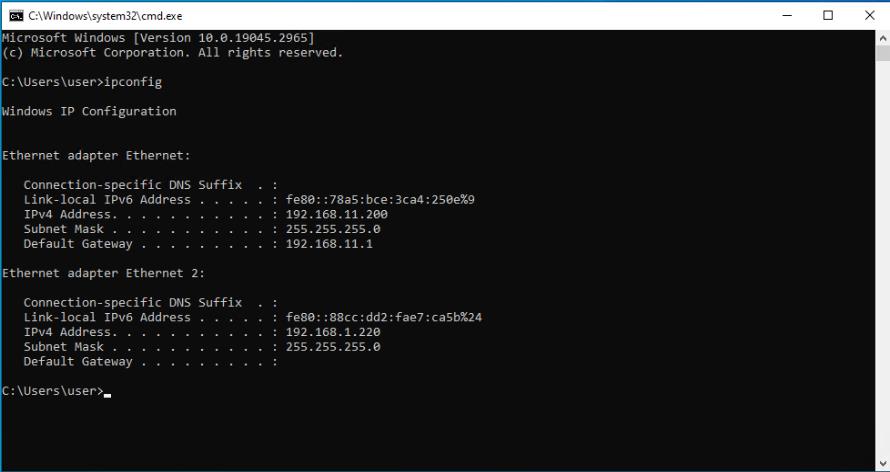 C:\Windows\system32\cmd.exe
Microsoft Windows [Version 10.0.19045.2965]
(c) Microsoft Corporation. All rights reserved.
C:\Users\user>ipconfig
Windows IP Configuration
Ethernet adapter Ethernet:
Connection-specific DNS Suffix . :
Link-local IPv6 Address . . . . . : fe80::78a5:bce:3ca4:250e%9
IPv4 Address. . . . . . . . . . . : 192.168.11.200
Subnet Mask . . . . . . . . . . . : 255.255.255.0
Default Gateway . . . . . . . . . : 192.168.11.1
Ethernet adapter Ethernet 2:
Connection-specific DNS Suffix . :
Link-local IPv6 Address . . . . . : fe80::88cc:dd2:fae7:ca5b%24
IPv4 Address. . . . . . . . . . . : 192.168.1.220
Subnet Mask . . . . . . . . . . . : 255.255.255.0
Default Gateway . . . . . . . . . :
C:\Users\user>